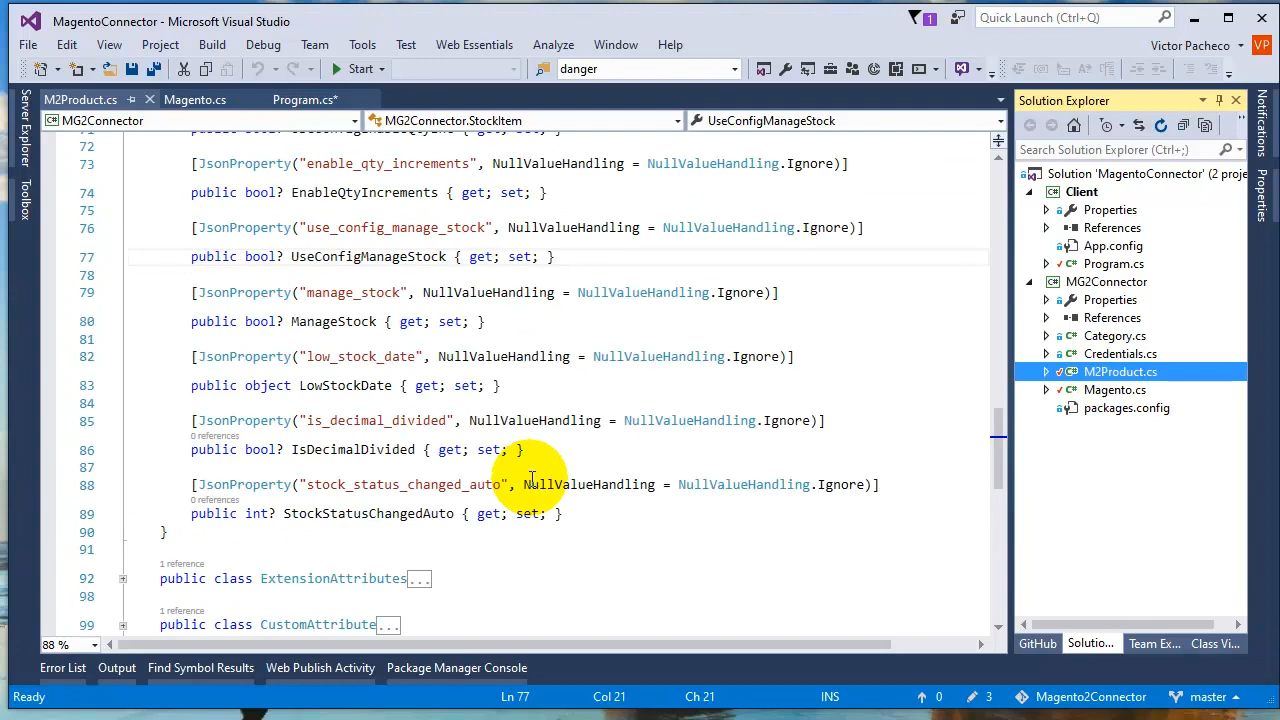 MagentoConnector - Microsoft Visual Studio
1
Quick Launch (Ctrl+Q)
File Edit View Project Build Debug Team Tools Test Web Essentials Analyze Window Help
Victor Pacheco
VP
Start
danger
Server Explorer
Toolbox
M2Product.cs
Magento.cs
Program.cs*
MG2Connector
MG2Connector.StockItem
UseConfigManageStock
72
73 [JsonProperty("enable_qty_increments", NullValueHandling = NullValueHandling.Ignore)]
74 public bool? EnableQtyIncrements { get; set; }
75
76 [JsonProperty("use_config_manage_stock", NullValueHandling = NullValueHandling.Ignore)]
77 public bool? UseConfigManageStock { get; set; }
78
79 [JsonProperty("manage_stock", NullValueHandling = NullValueHandling.Ignore)]
80 public bool? ManageStock { get; set; }
81
82 [JsonProperty("low_stock_date", NullValueHandling = NullValueHandling.Ignore)]
83 public object LowStockDate { get; set; }
84
85 [JsonProperty("is_decimal_divided", NullValueHandling = NullValueHandling.Ignore)]
0 references
86 public bool? IsDecimalDivided { get; set; }
87
88 [JsonProperty("stock_status_changed_auto", NullValueHandling = NullValueHandling.Ignore)]
0 references
89 public int? StockStatusChangedAuto { get; set; }
90 }
91
1 reference
92 public class ExtensionAttributes...
98
1 reference
99 public class CustomAttribute...
88 %
Solution Explorer
Search Solution Explorer (Ctrl+;)
Solution 'MagentoConnector' (2 proje
Client
Properties
References
App.config
Program.cs
MG2Connector
Properties
References
Category.cs
Credentials.cs
M2Product.cs
Magento.cs
packages.config
GitHub Solutio... Team Ex... Class Vi...
Notifications
Properties
Error List Output Find Symbol Results Web Publish Activity Package Manager Console
Ready Ln 77 Col 21 Ch 21 INS 0 3 Magento2Connector master